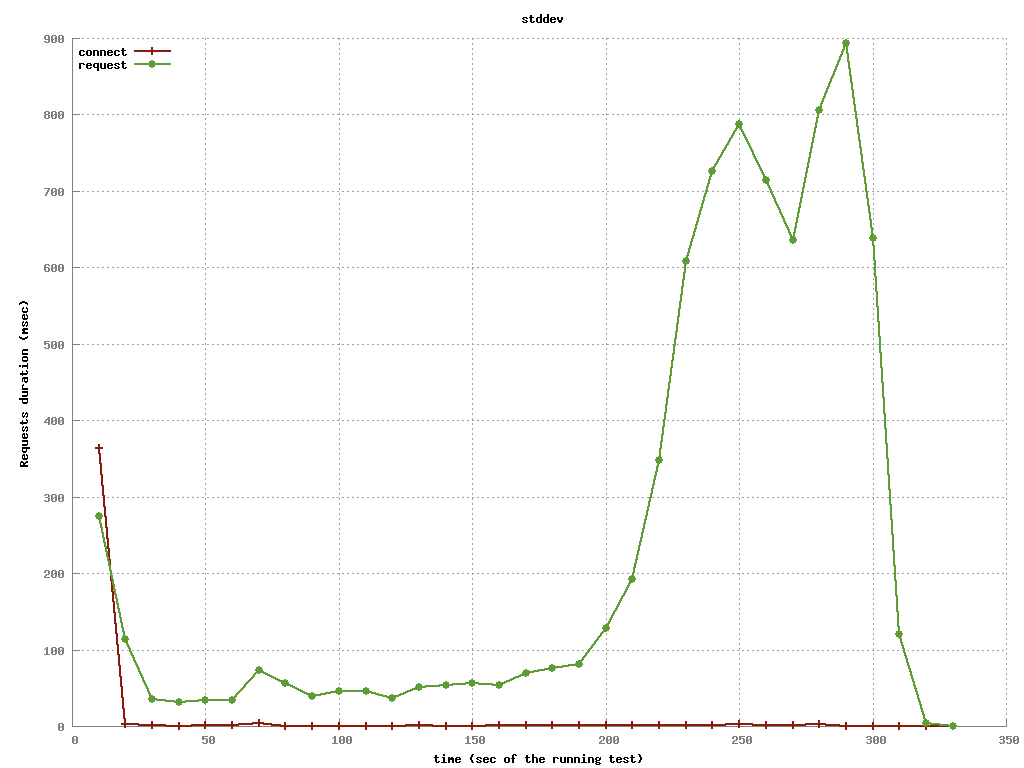 stddev
connect
request
900
800
700
600
500
400
300
200
100
0
Requests duration (msec)
0 50 100 150 200 250 300 350
time (sec of the running test)